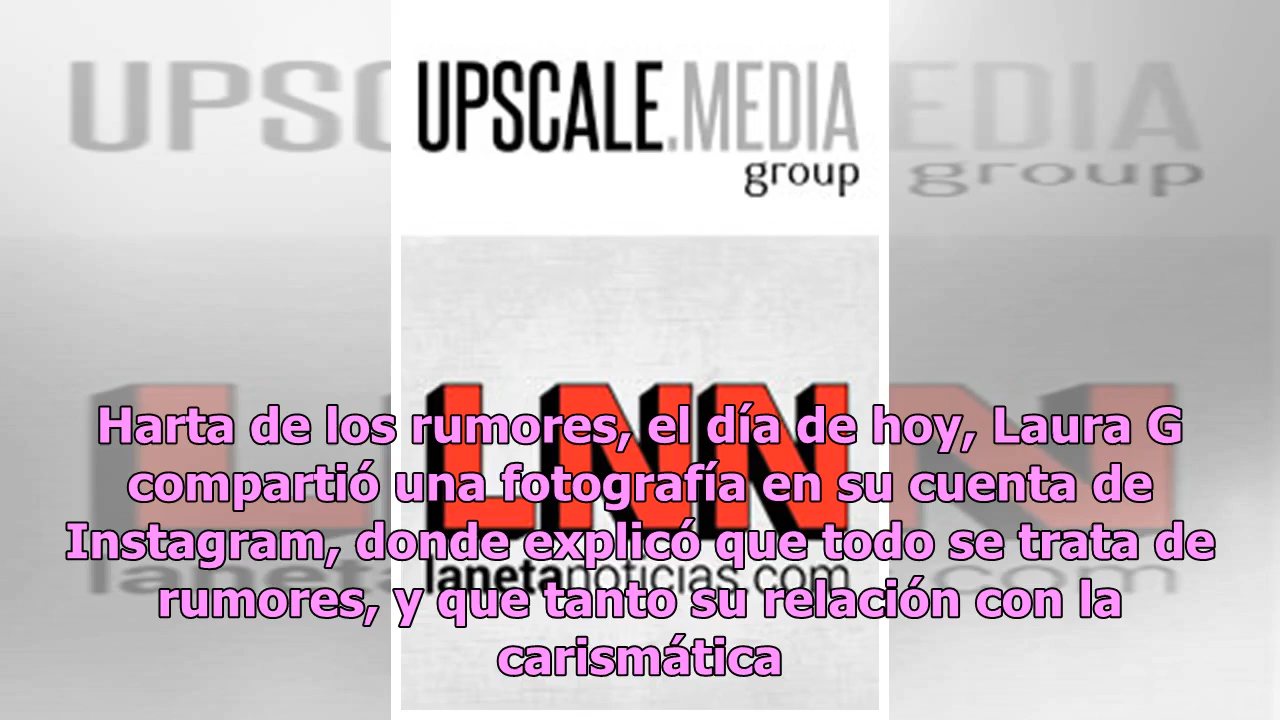 UPSCALE.MEDIA
group
LNN
lanetanoticias.com
Harta de los rumores, el día de hoy, Laura G
compartió una fotografía en su cuenta de
Instagram, donde explicó que todo se trata de
rumores, y que tanto su relación con la
carismática